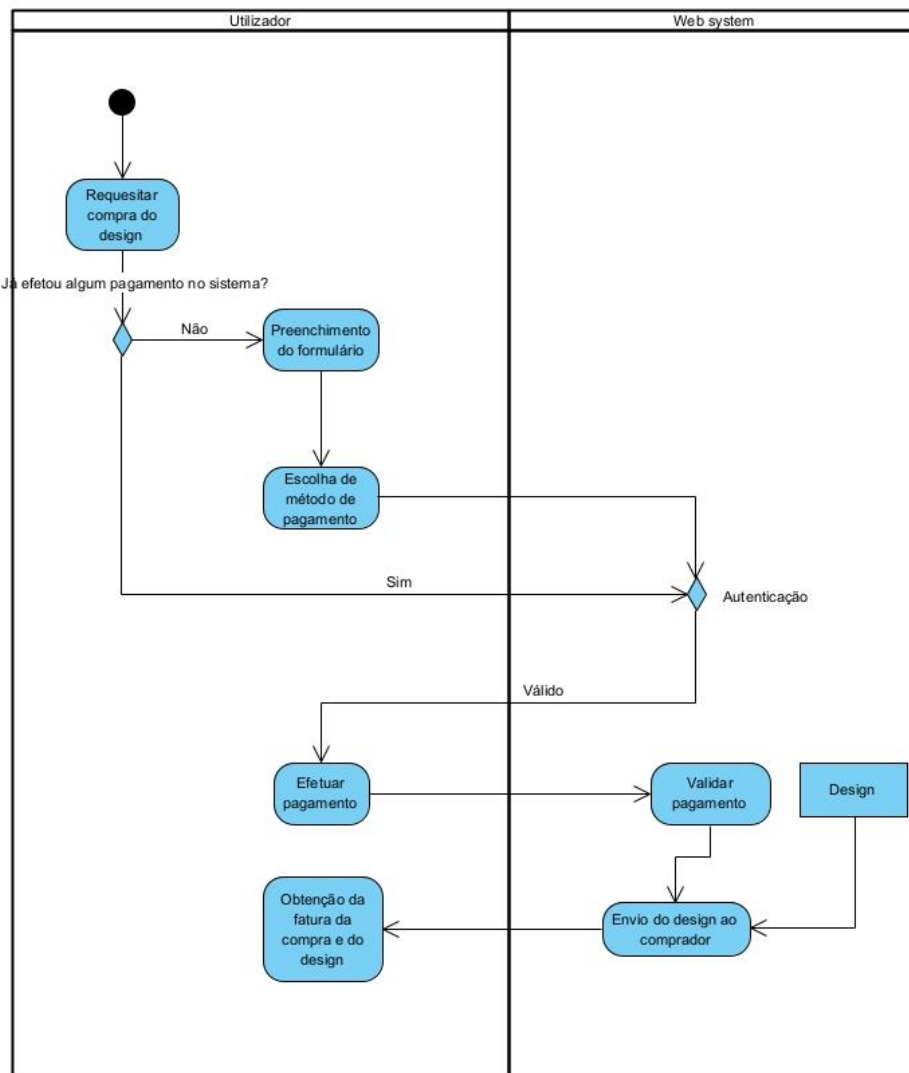 Utilizador
Web system
Requesitar
compra do
design
Já efetou algum pagamento no sistema?
Não
Preenchimento
do formulário
Escolha de
método de
pagamento
Sim
Autenticação
Válido
Efetuar
pagamento
Validar
pagamento
Design
Obtenção da
fatura da
compra e do
design
Envio do design ao
comprador